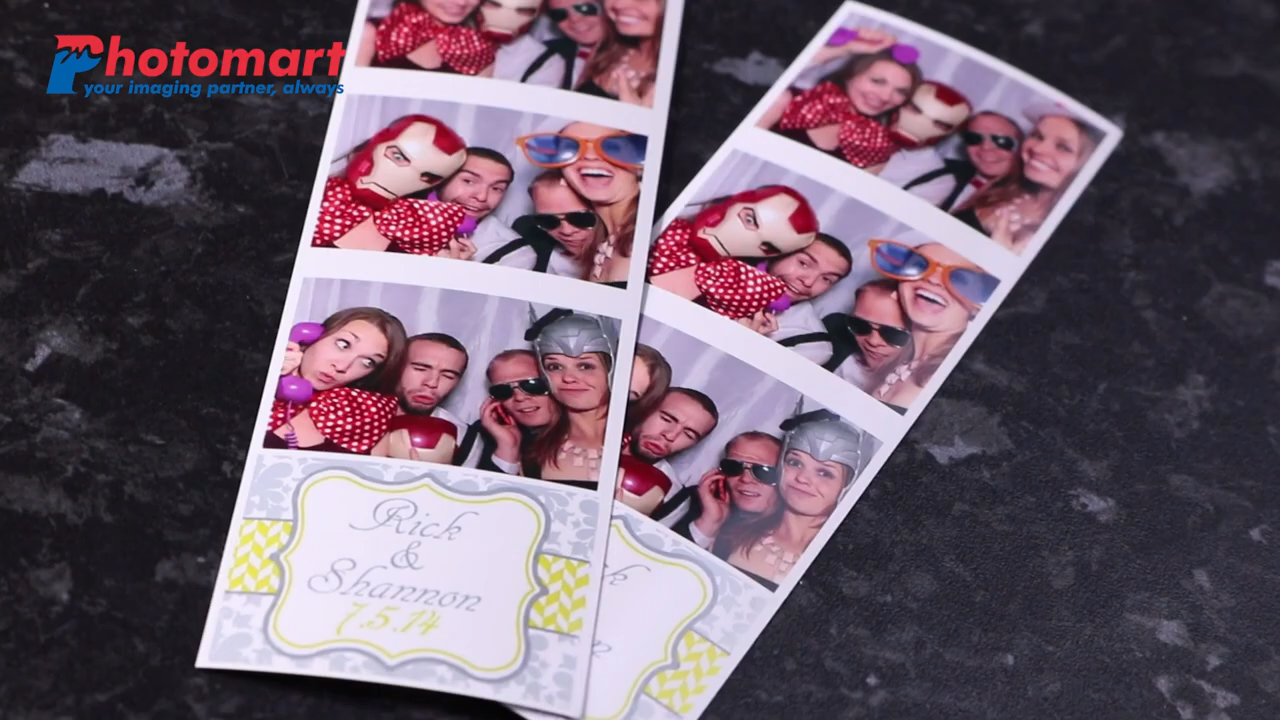 Photomart
your imaging partner, always
Rick
&
Shannon
7.5.14
k
n